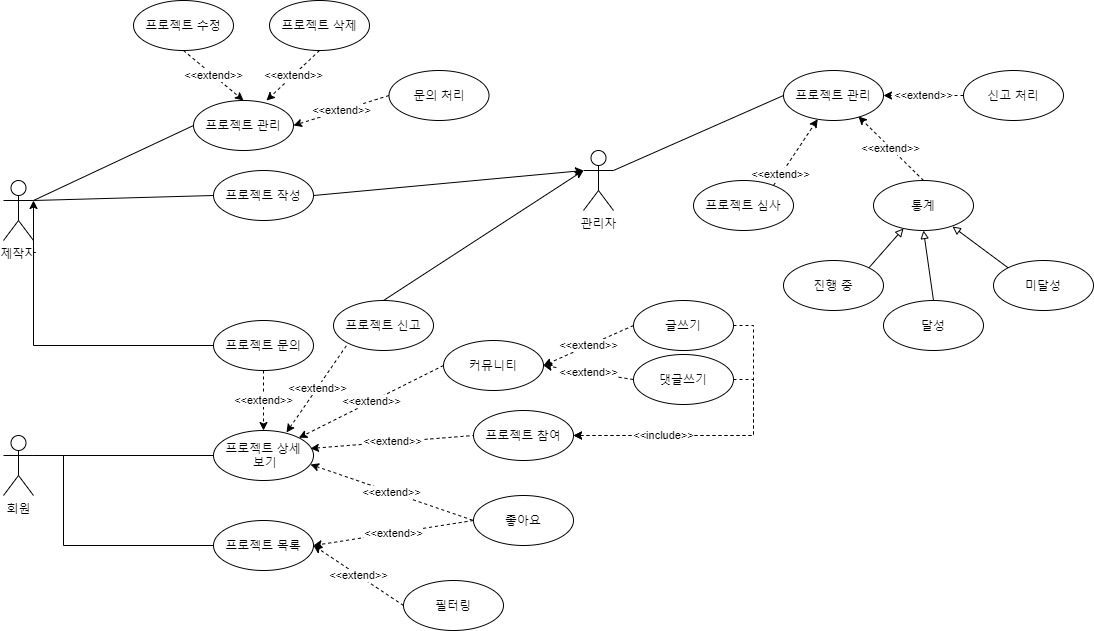 프로젝트 수정
프로젝트 삭제
<<extend>>
<<extend>>
문의 처리
<<extend>>
프로젝트 관리
프로젝트 관리
<<extend>>
신고 처리
<<extend>>
<<extend>>
프로젝트 작성
제작자
관리자
프로젝트 심사
통계
진행 중
미달성
달성
프로젝트 신고
글쓰기
프로젝트 문의
<<extend>>
커뮤니티
<<extend>>
댓글쓰기
<<extend>>
<<extend>>
<<extend>>
프로젝트 상세
보기
<<extend>>
프로젝트 참여
<<include>>
회원
<<extend>>
좋아요
<<extend>>
프로젝트 목록
<<extend>>
필터링